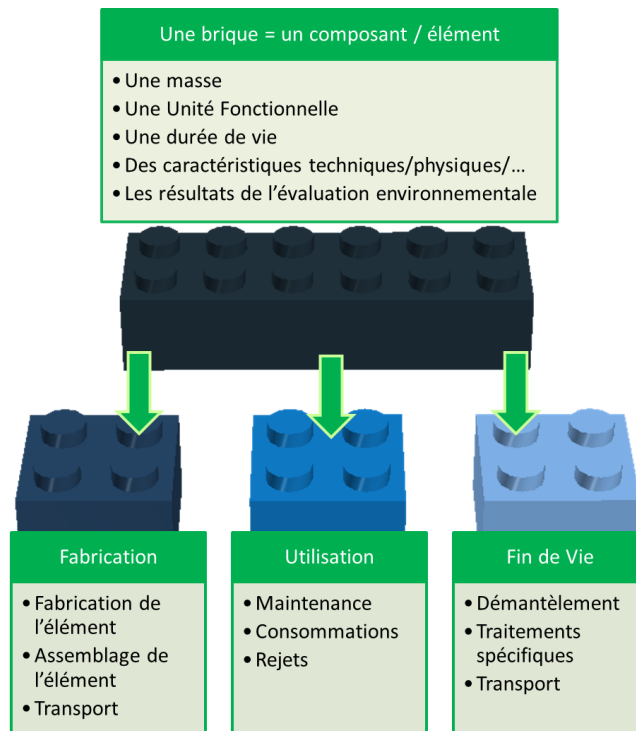 Une brique = un composant / élément
• Une masse
• Une Unité Fonctionnelle
• Une durée de vie
• Des caractéristiques techniques/physiques/…
• Les résultats de l'évaluation environnementale
Fabrication
• Fabrication de
l'élément
• Assemblage de
l'élément
• Transport
Utilisation
• Maintenance
• Consommations
• Rejets
Fin de Vie
• Démantèlement
• Traitements
spécifiques
• Transport